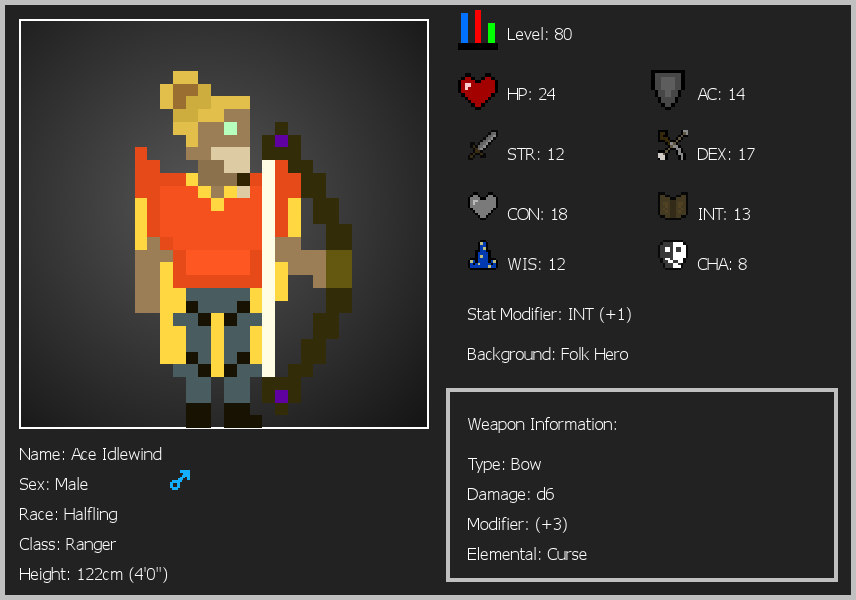 Level: 80
HP: 24
AC: 14
STR: 12
DEX: 17
CON: 18
INT: 13
WIS: 12
CHA: 8
Stat Modifier: INT (+1)
Background: Folk Hero
Weapon Information:
Type: Bow
Damage: d6
Modifier: (+3)
Elemental: Curse
Name: Ace Idlewind
Sex: Male
Race: Halfling
Class: Ranger
Height: 122cm (4'0")